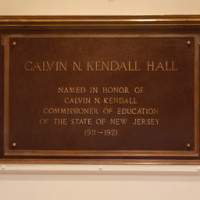 CALVIN N. KENDALL HALL
NAMED IN HONOR OF
CALVIN N. KENDALL
COMMISSIONER OF EDUCATION
OF THE STATE OF NEW JERSEY
1911-1921